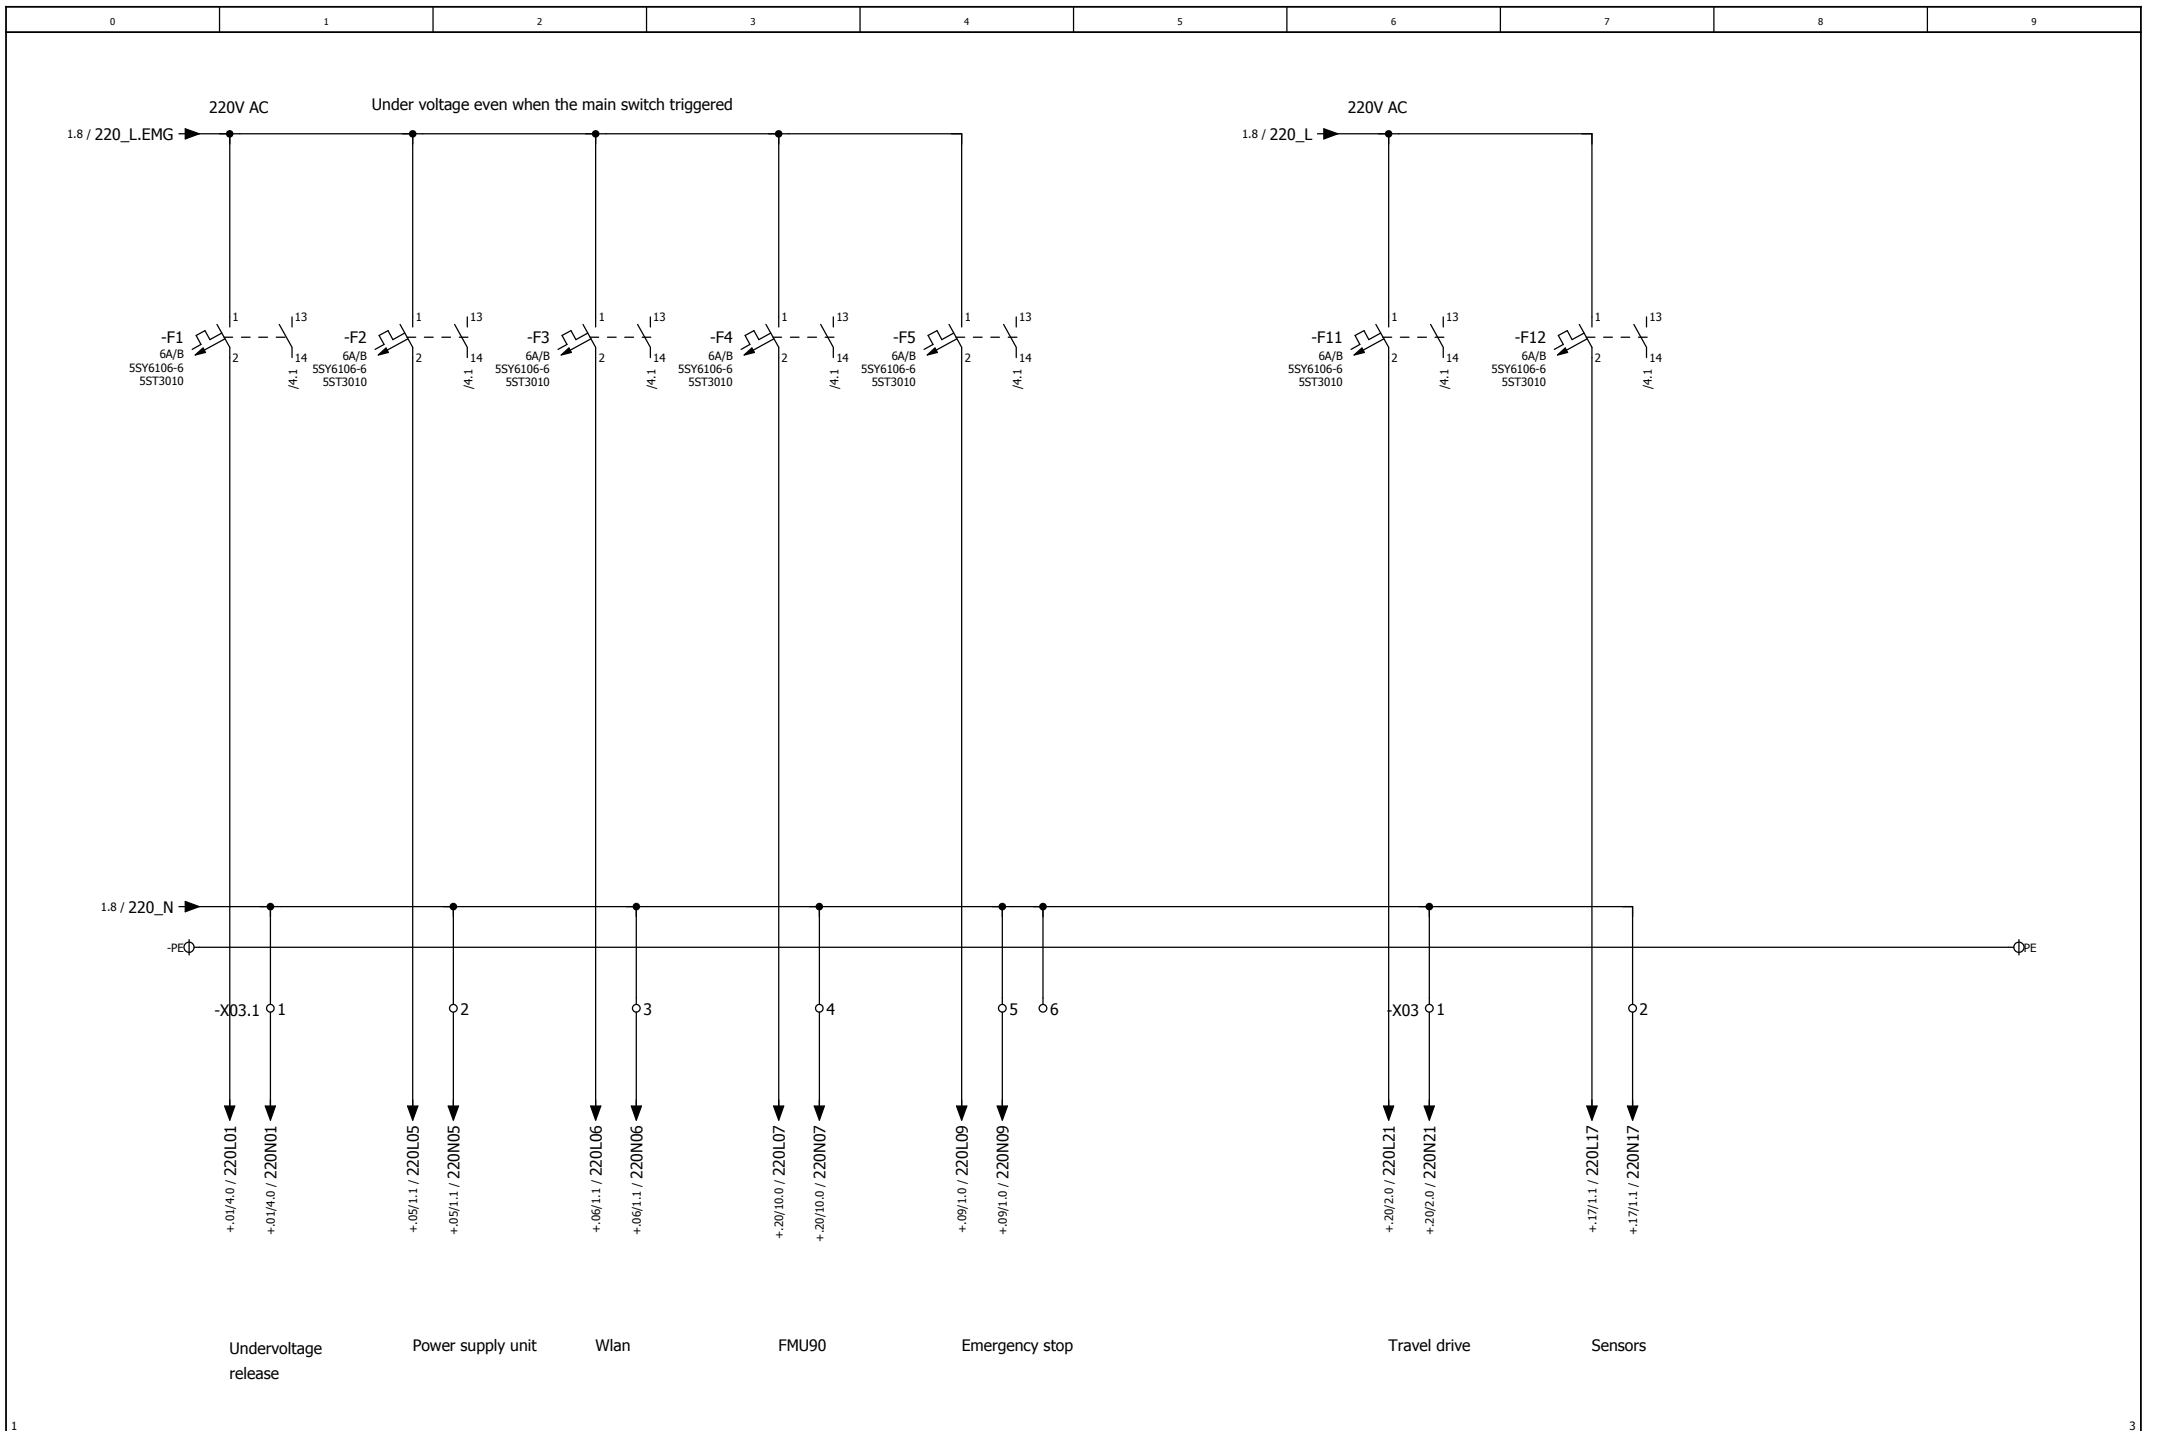 0 1 2 3 4 5 6 7 8 9
220V AC Under voltage even when the main switch triggered 220V AC
1.8 / 220_L.EMG 1.8 / 220_L
-F1 1 13
6A/B
5SY6106-6
5ST3010
2 14
/4.1
-F2 1 13
6A/B
5SY6106-6
5ST3010
2 14
/4.1
-F3 1 13
6A/B
5SY6106-6
5ST3010
2 14
/4.1
-F4 1 13
6A/B
5SY6106-6
5ST3010
2 14
/4.1
-F5 1 13
6A/B
5SY6106-6
5ST3010
2 14
/4.1
-F11 1 13
6A/B
5SY6106-6
5ST3010
2 14
/4.1
-F12 1 13
6A/B
5SY6106-6
5ST3010
2 14
/4.1
1.8 / 220_N
-PE PE
-X03.1 1 2 3 4 5 6 -X03 1 2
+.01/4.0 / 220L01
+.01/4.0 / 220N01
+.05/1.1 / 220L05
+.05/1.1 / 220N05
+.06/1.1 / 220L06
+.06/1.1 / 220N06
+.20/10.0 / 220L07
+.20/10.0 / 220N07
+.09/1.0 / 220L09
+.09/1.0 / 220N09
+.20/2.0 / 220L21
+.20/2.0 / 220N21
+.17/1.1 / 220L17
+.17/1.1 / 220N17
Undervoltage
release
Power supply unit
Wlan
FMU90
Emergency stop
Travel drive
Sensors
1 3